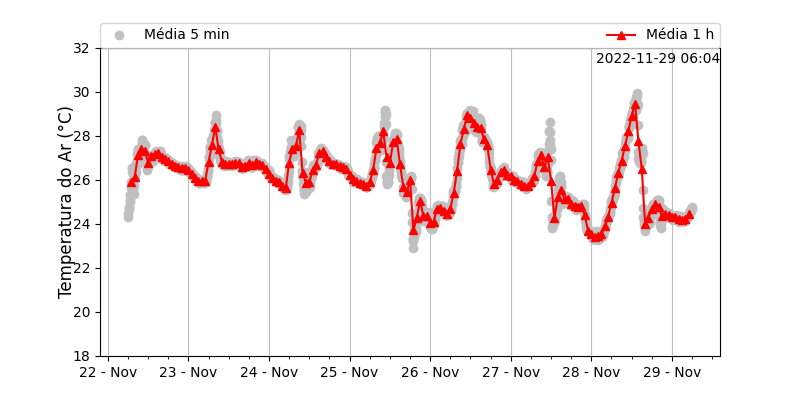 Média 5 min
Média 1 h
2022-11-29 06:04
Temperatura do Ar (°C)
32
30
28
26
24
22
20
18
22 - Nov
23 - Nov
24 - Nov
25 - Nov
26 - Nov
27 - Nov
28 - Nov
29 - Nov